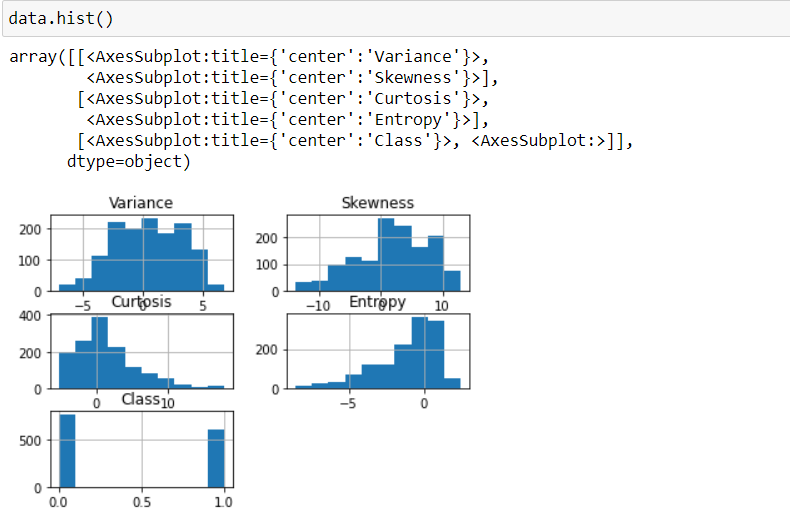 data.hist()
array([[<AxesSubplot:title={'center':'Variance'}>,
<AxesSubplot:title={'center':'Skewness'}>],
[<AxesSubplot:title={'center':'Curtosis'}>,
<AxesSubplot:title={'center':'Entropy'}>],
[<AxesSubplot:title={'center':'Class'}>, <AxesSubplot:>]],
dtype=object)
Variance
200
100
0
−5
0
5
Skewness
200
100
0
−10
0
10
Curtosis
400
200
0
0
10
Entropy
200
0
−5
0
Class
500
0
0.0
0.5
1.0